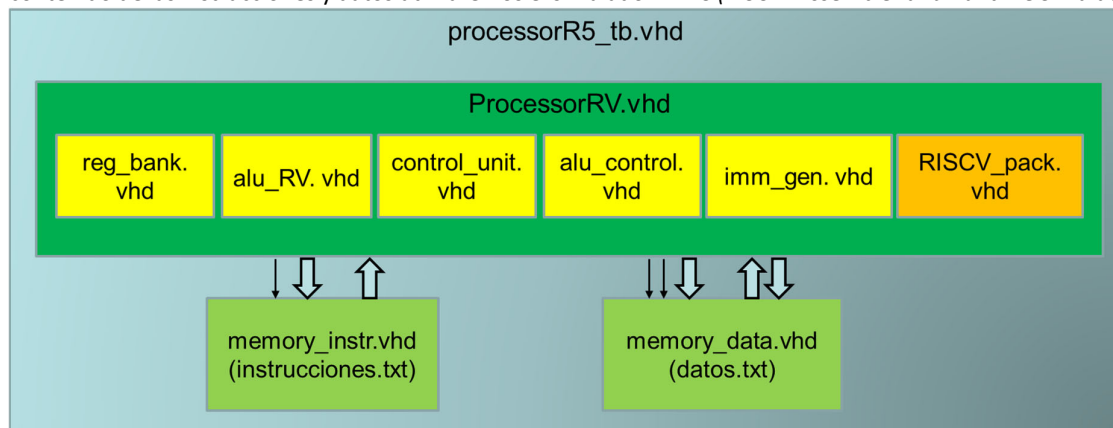 processorR5_tb.vhd
ProcessorRV.vhd
reg_bank.
vhd
alu_RV. vhd
control_unit.
vhd
alu_control.
vhd
imm_gen. vhd
RISCV_pack.
vhd
memory_instr.vhd
(instrucciones.txt)
memory_data.vhd
(datos.txt)